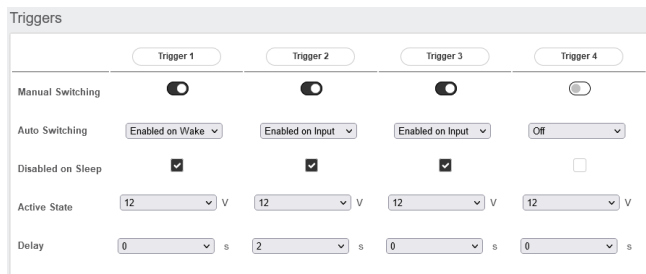 Triggers
Trigger 1 Trigger 2 Trigger 3 Trigger 4
Manual Switching
Auto Switching Enabled on Wake Enabled on Input Enabled on Input Off
Disabled on Sleep
Active State 12 V 12 V 12 V 12 V
Delay 0 s 2 s 0 s 0 s